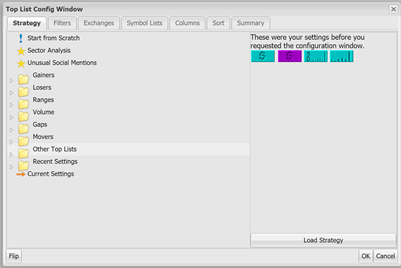 Top List Config Window
Strategy
Filters
Exchanges
Symbol Lists
Columns
Sort
Summary
Start from Scratch
Sector Analysis
Unusual Social Mentions
Gainers
Losers
Ranges
Volume
Gaps
Movers
Other Top Lists
Recent Settings
Current Settings
These were your settings before you
requested the configuration window.
Load Strategy
Flip
OK
Cancel